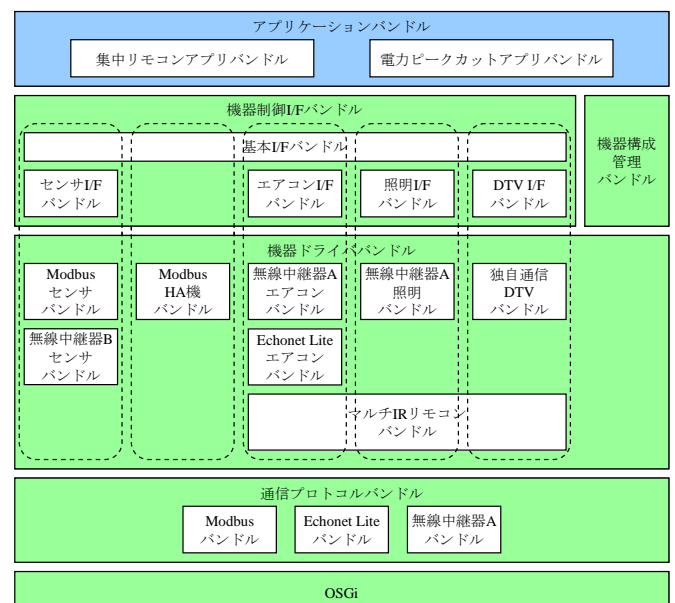 アプリケーションバンドル
集中リモコンアプリバンドル
電力ピークカットアプリバンドル
機器制御I/Fバンドル
基本I/Fバンドル
センサI/F
バンドル
エアコンI/F
バンドル
照明I/F
バンドル
DTV I/F
バンドル
機器構成
管理
バンドル
機器ドライババンドル
Modbus
センサ
バンドル
Modbus
HA機
バンドル
無線中継器A
エアコン
バンドル
無線中継器A
照明
バンドル
独自通信
DTV
バンドル
無線中継器B
センサ
バンドル
Echonet Lite
エアコン
バンドル
マルチIRリモコン
バンドル
通信プロトコルバンドル
Modbus
バンドル
Echonet Lite
バンドル
無線中継器A
バンドル
OSGi